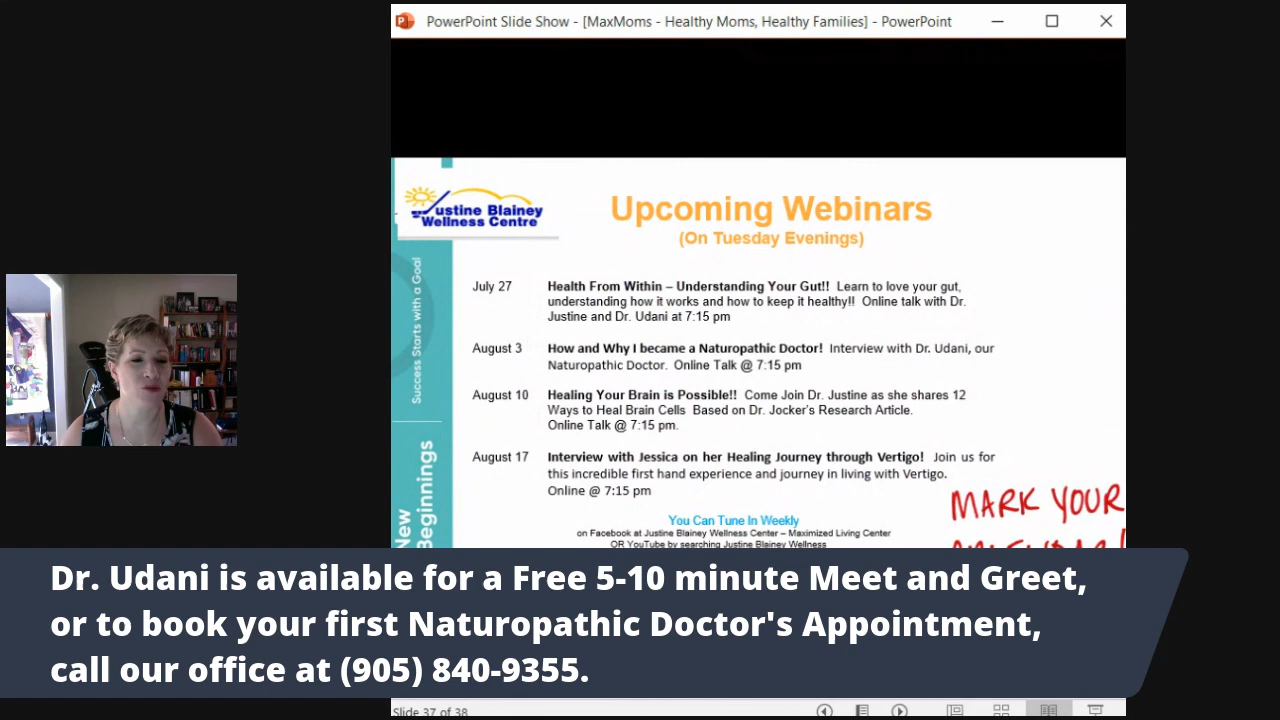 PowerPoint Slide Show - [MaxMoms - Healthy Moms, Healthy Families] - PowerPoint
Justine Blainey
Wellness Centre
Upcoming Webinars
(On Tuesday Evenings)
Success Starts with a Goal
New
Beginnings
July 27
Health From Within – Understanding Your Gut!! Learn to love your gut,
understanding how it works and how to keep it healthy!! Online talk with Dr.
Justine and Dr. Udani at 7:15 pm
August 3
How and Why I became a Naturopathic Doctor! Interview with Dr. Udani, our
Naturopathic Doctor. Online Talk @ 7:15 pm
August 10
Healing Your Brain is Possible!! Come Join Dr. Justine as she shares 12
Ways to Heal Brain Cells Based on Dr. Jocker's Research Article.
Online Talk @ 7:15 pm.
August 17
Interview with Jessica on her Healing Journey through Vertigo! Join us for
this incredible first hand experience and journey in living with Vertigo.
Online @ 7:15 pm
MARK YOUR
You Can Tune In Weekly
on Facebook at Justine Blainey Wellness Center – Maximized Living Center
OR YouTube by searching Justine Blainey Wellness
Dr. Udani is available for a Free 5-10 minute Meet and Greet,
or to book your first Naturopathic Doctor's Appointment,
call our office at (905) 840-9355.
Slide 37 of 38